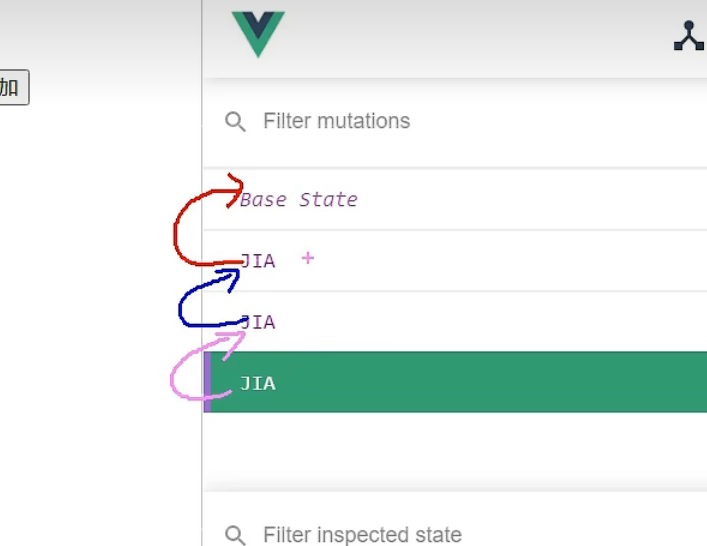 加
Filter mutations
Base State
JIA +
JIA
JIA
Filter inspected state